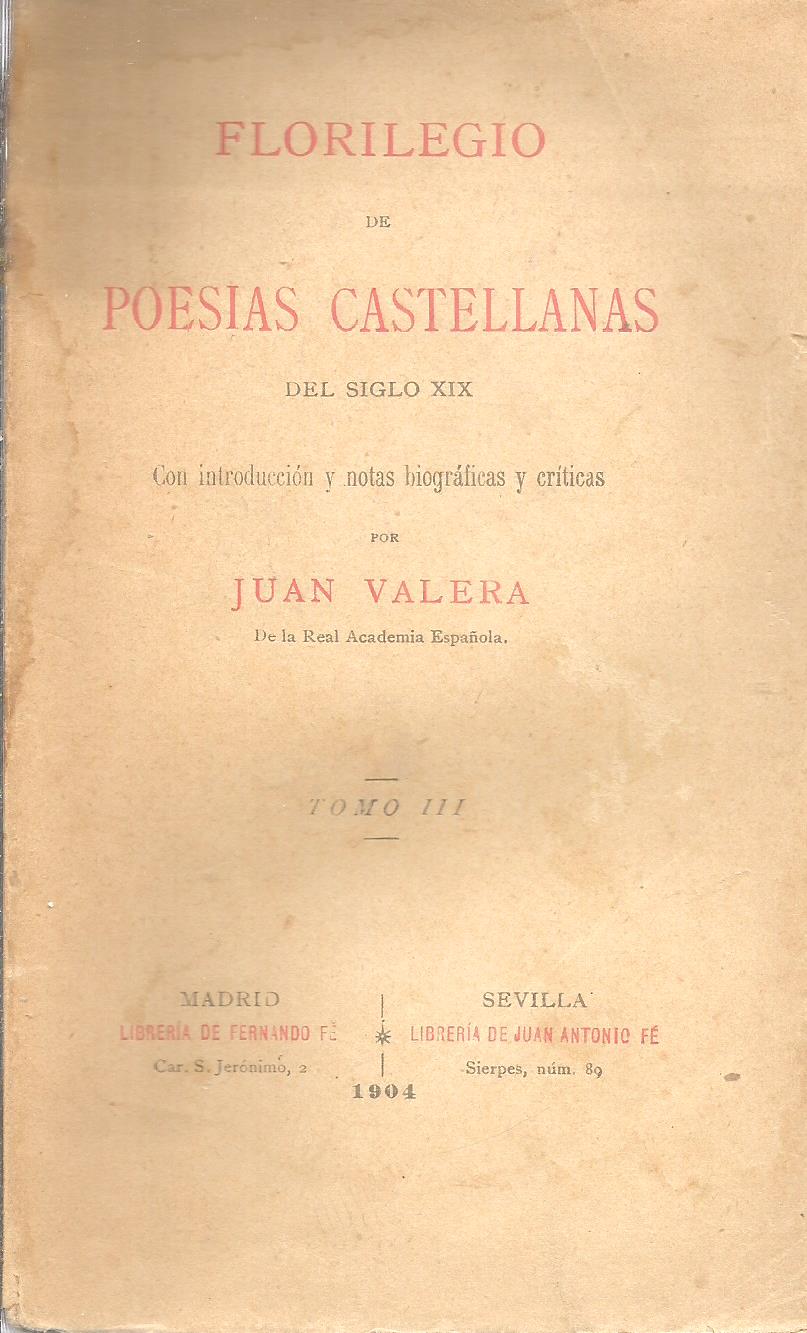 FLORILEGIO
DE
POESIAS CASTELLANAS
DEL SIGLO XIX
Con introducción y notas biográficas y críticas
POR
JUAN VALERA
De la Real Academia Española.
TOMO III
MADRID
LIBRERÍA DE FERNANDO FÉ
Car. S. Jerónimo, 2
SEVILLA
LIBRERÍA DE JUAN ANTONIO FÉ
Sierpes, núm. 89
1904